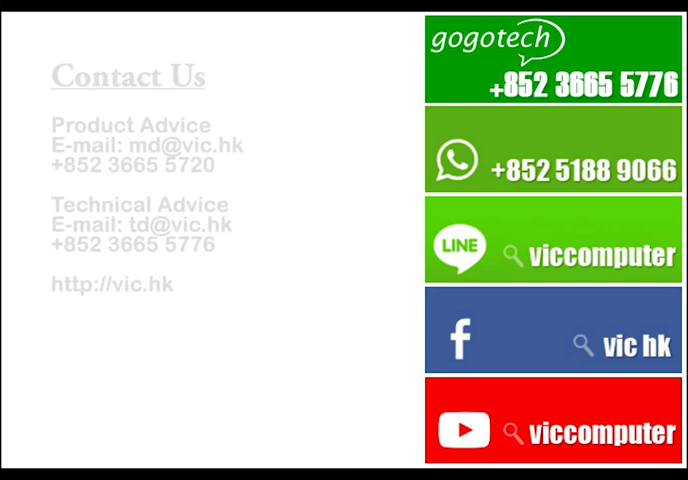 Contact Us
Product Advice
E-mail: md@vic.hk
+852 3665 5720
Technical Advice
E-mail: td@vic.hk
+852 3665 5776
http://vic.hk
gogotech
+852 3665 5776
+852 5188 9066
LINE viccomputer
f vic hk
viccomputer